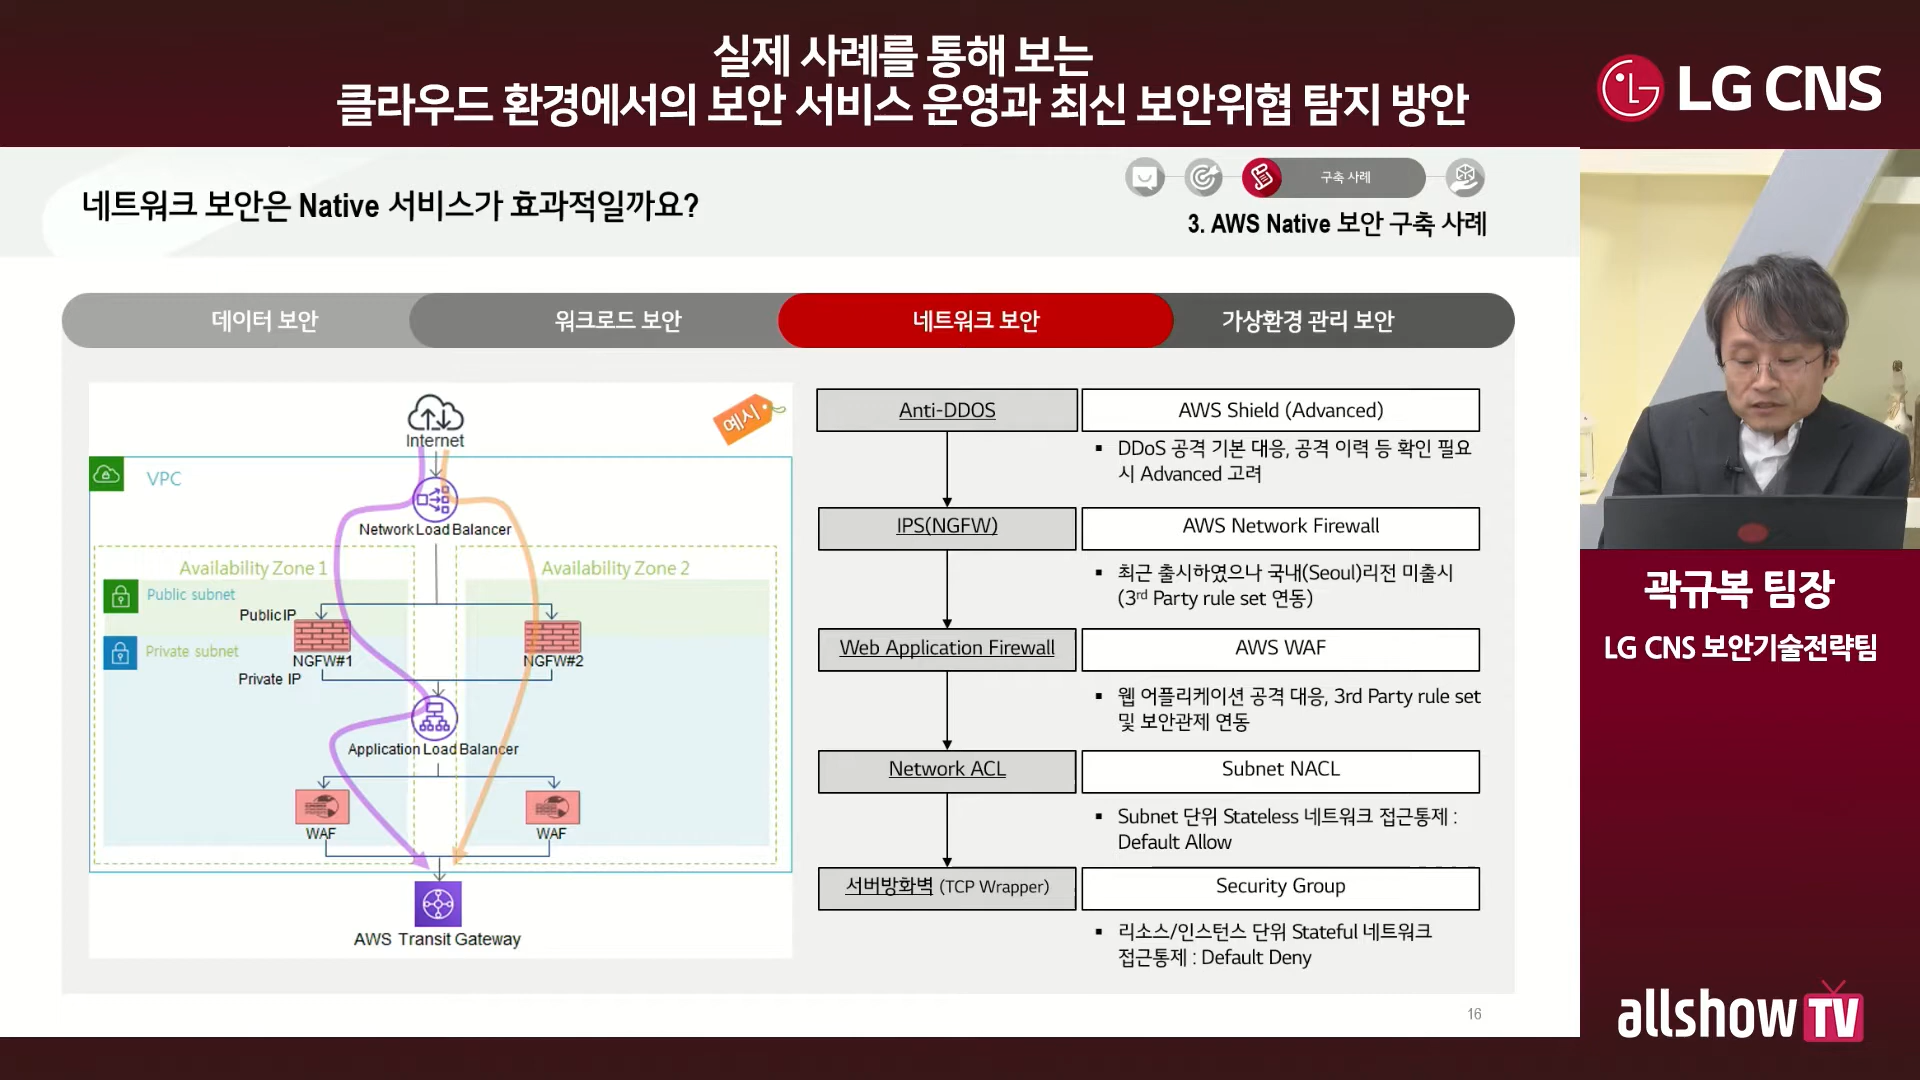 실제 사례를 통해 보는
클라우드 환경에서의 보안 서비스 운영과 최신 보안위협 탐지 방안
LG CNS
네트워크 보안은 Native 서비스가 효과적일까요?
구축 사례
3. AWS Native 보안 구축 사례
데이터 보안
워크로드 보안
네트워크 보안
가상환경 관리 보안
예시
Internet
VPC
Network Load Balancer
Availability Zone 1
Availability Zone 2
Public subnet
Public IP
NGFW#1
NGFW#2
Private subnet
Private IP
Application Load Balancer
WAF
WAF
AWS Transit Gateway
Anti-DDOS
AWS Shield (Advanced)
▪ DDoS 공격 기본 대응, 공격 이력 등 확인 필요
시 Advanced 고려
IPS(NGFW)
AWS Network Firewall
▪ 최근 출시하였으나 국내(Seoul)리전 미출시
(3rd Party rule set 연동)
Web Application Firewall
AWS WAF
▪ 웹 어플리케이션 공격 대응, 3rd Party rule set
및 보안관제 연동
Network ACL
Subnet NACL
▪ Subnet 단위 Stateless 네트워크 접근통제 :
Default Allow
서버방화벽 (TCP Wrapper)
Security Group
▪ 리소스/인스턴스 단위 Stateful 네트워크
접근통제 : Default Deny
16
곽규복 팀장
LG CNS 보안기술전략팀
allshow TV